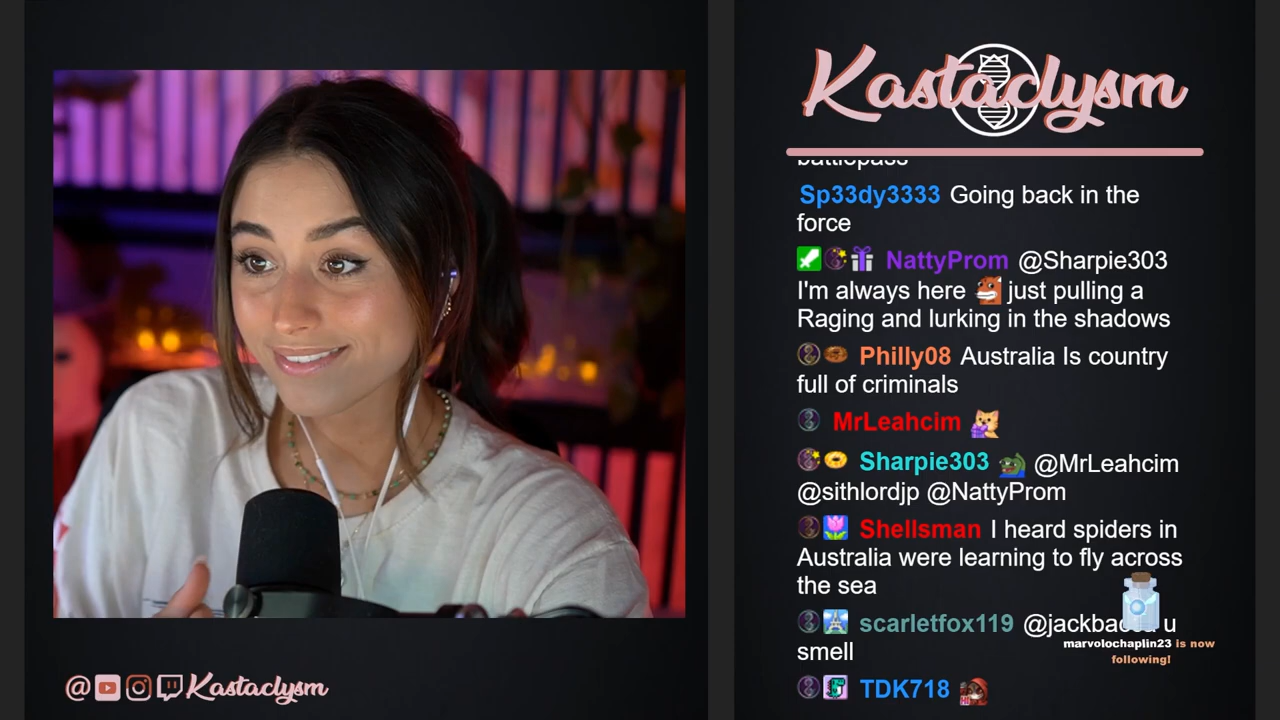 Kastaclysm
battlepass
Sp33dy3333 Going back in the
force
NattyProm @Sharpie303
I'm always here just pulling a
Raging and lurking in the shadows
Philly08 Australia Is country
full of criminals
MrLeahcim
Sharpie303 @MrLeahcim
@sithlordjp @NattyProm
Shellsman I heard spiders in
Australia were learning to fly across
the sea
scarletfox119 u
smell
marvolochaplin23 is now
following!
TDK718
@ Kastaclysm